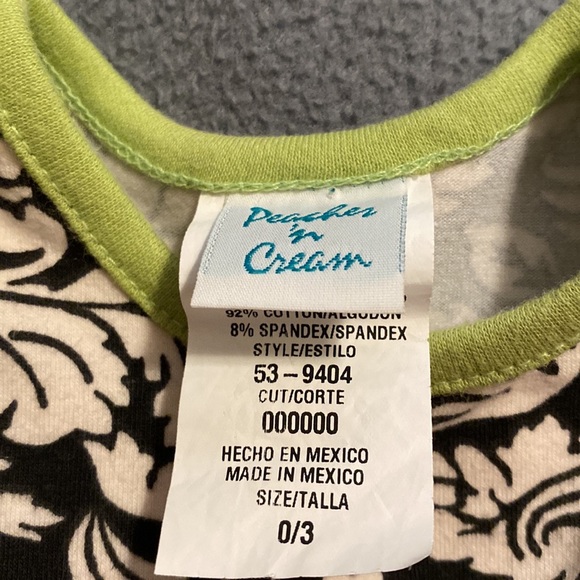 Peaches
'n
Cream
92% COTTON/ALGODON
8% SPANDEX/SPANDEX
STYLE/ESTILO
53-9404
CUT/CORTE
000000
HECHO EN MEXICO
MADE IN MEXICO
SIZE/TALLA
0/3